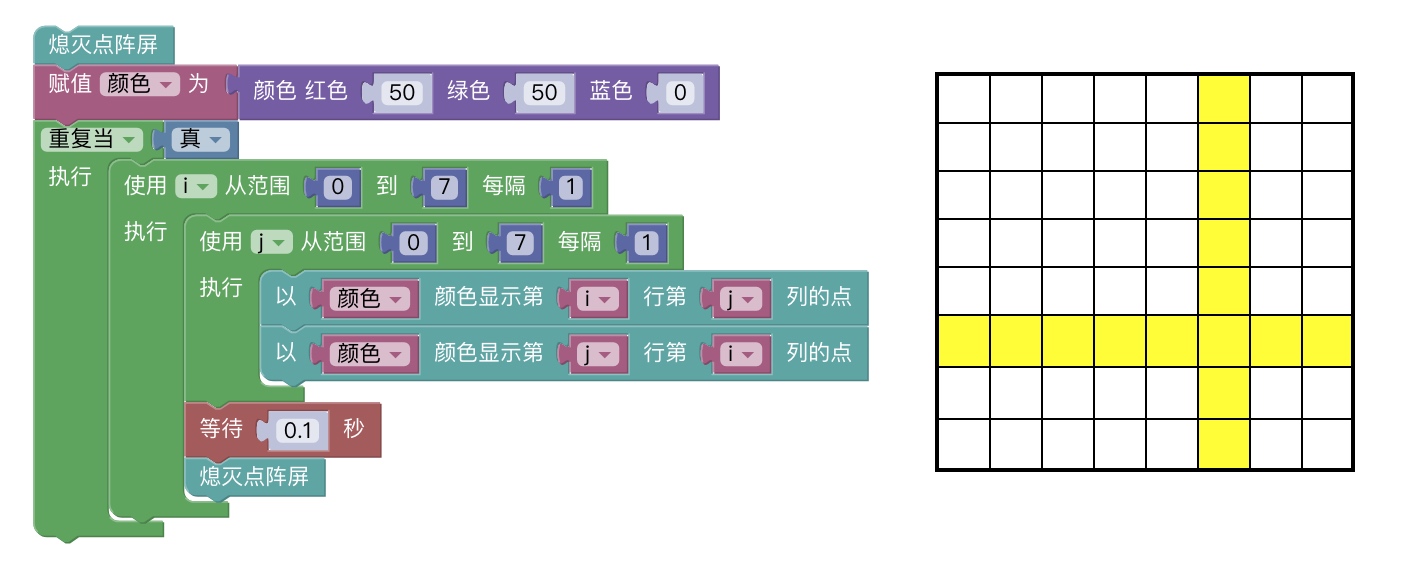 熄灭点阵屏
赋值 颜色 为 颜色 红色 50 绿色 50 蓝色 0
重复当 真
执行 使用 i 从范围 0 到 7 每隔 1
执行 使用 j 从范围 0 到 7 每隔 1
执行 以 颜色 颜色显示第 i 行第 j 列的点
以 颜色 颜色显示第 j 行第 i 列的点
等待 0.1 秒
熄灭点阵屏